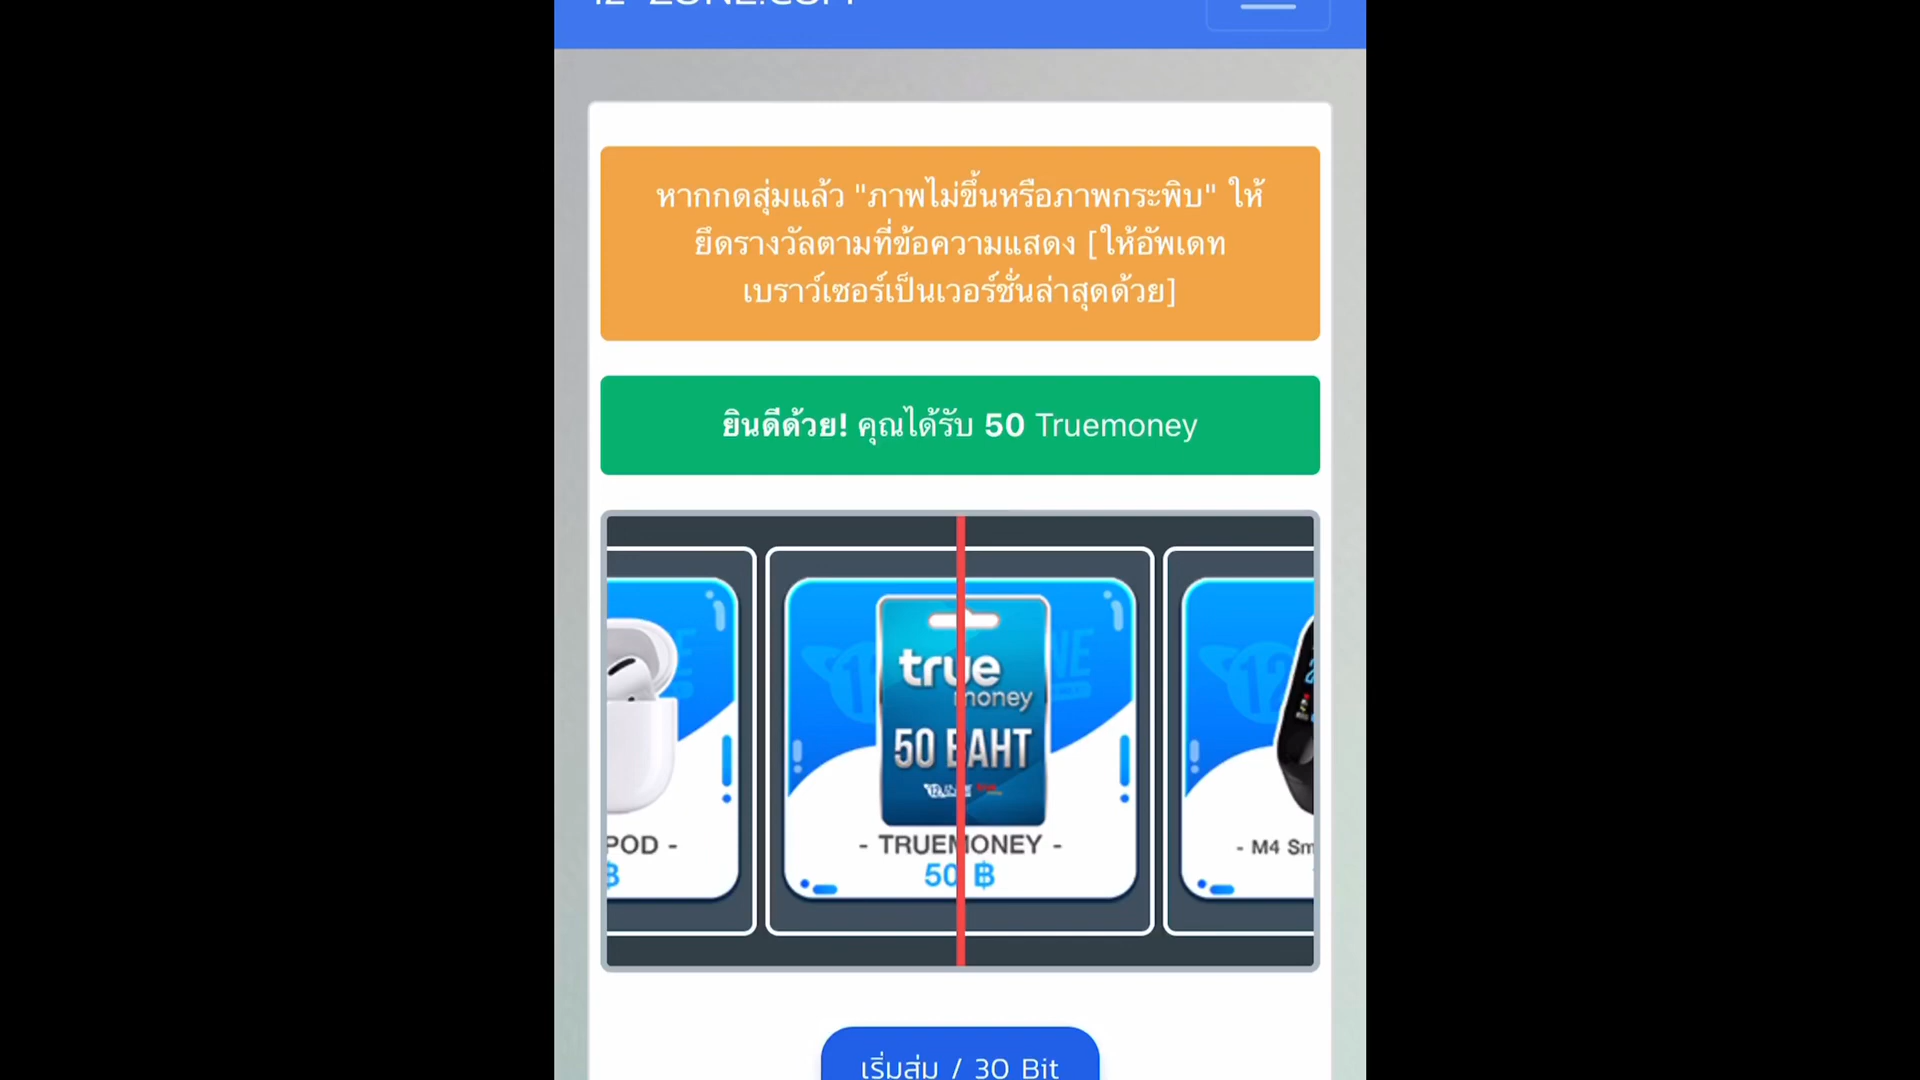 12-ZONE.COM
หากกดสุ่มแล้ว "ภาพไม่ขึ้นหรือภาพกระพิบ" ให้
ยึดรางวัลตามที่ข้อความแสดง [ให้อัพเดท
เบราว์เซอร์เป็นเวอร์ชั่นล่าสุดด้วย]
ยินดีด้วย! คุณได้รับ 50 Truemoney
true
money
50 BAHT
POD -
฿
- TRUEMONEY -
50 ฿
- M4 Sm
เริ่มสุ่ม / 30 Bit